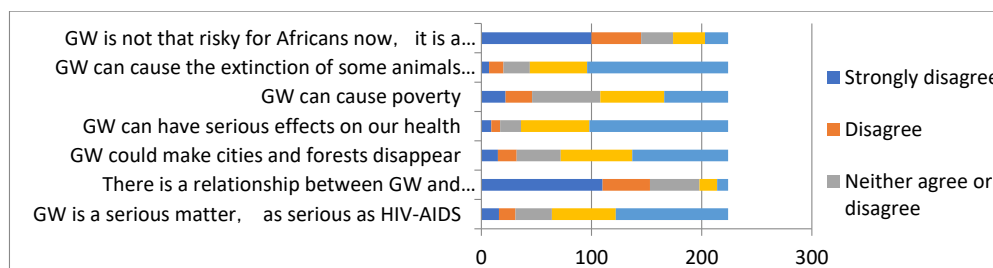 GW is not that risky for Africans now, it is a...
GW can cause the extinction of some animals...
GW can cause poverty
GW can have serious effects on our health
GW could make cities and forests disappear
There is a relationship between GW and...
GW is a serious matter, as serious as HIV-AIDS
0 100 200 300
Strongly disagree
Disagree
Neither agree or
disagree